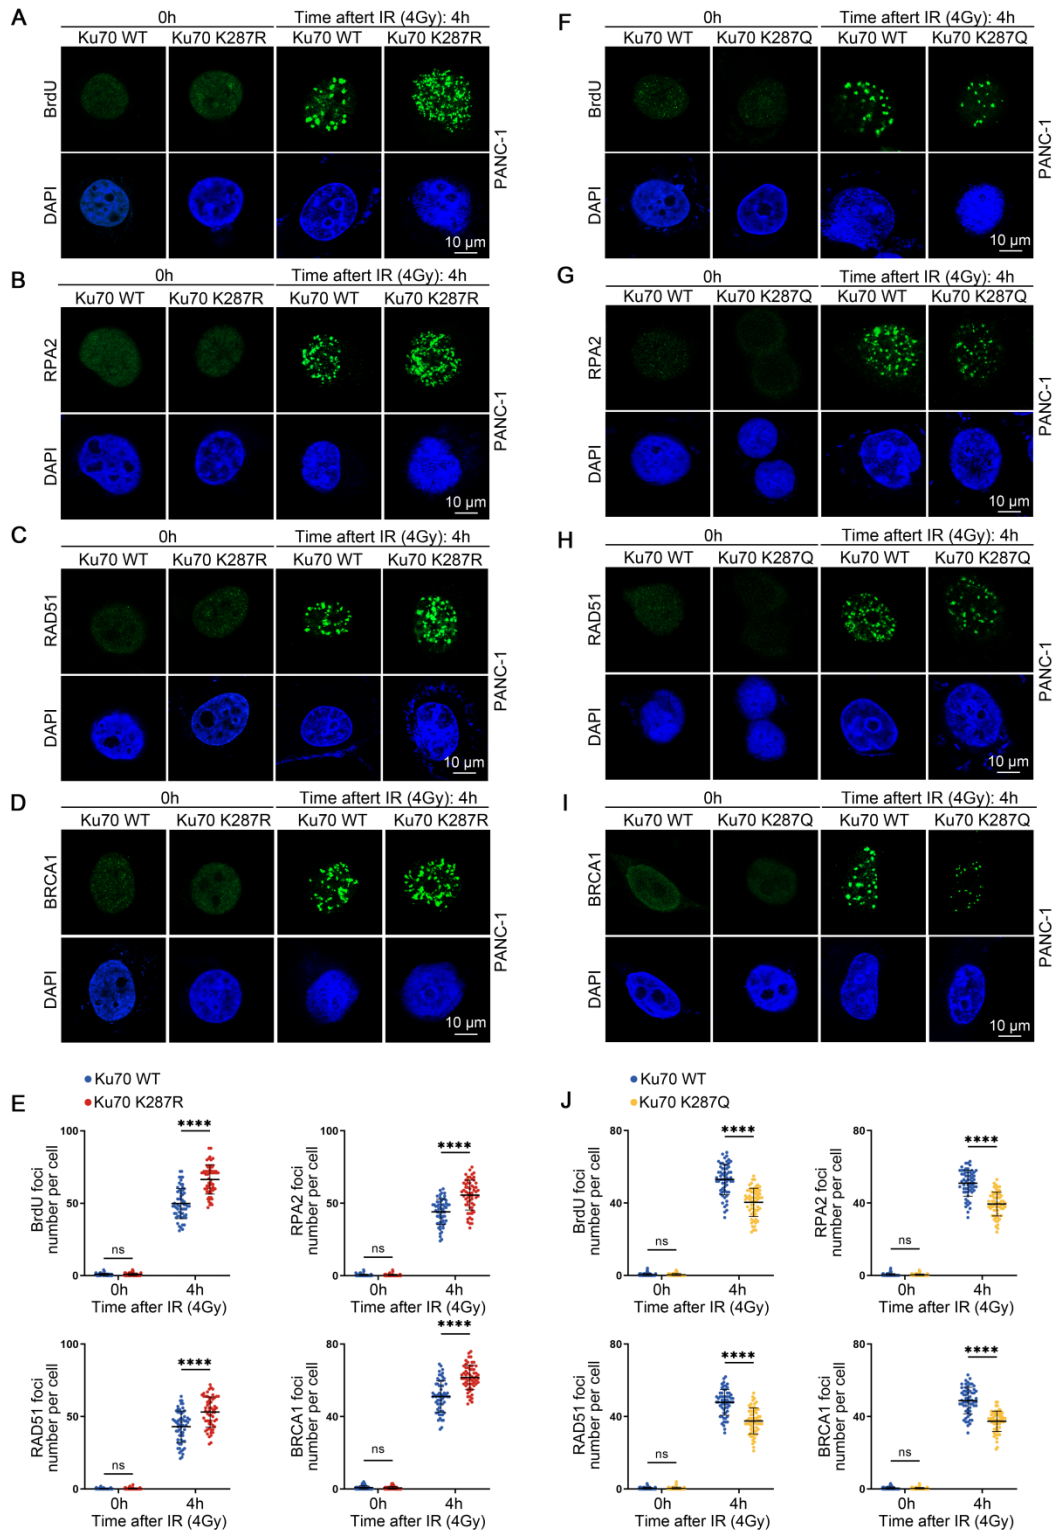 A
0h
Time aftert IR (4Gy): 4h
Ku70 WT Ku70 K287R Ku70 WT Ku70 K287R
BrdU
DAPI
PANC-1
10 µm
B
0h
Time aftert IR (4Gy): 4h
Ku70 WT Ku70 K287R Ku70 WT Ku70 K287R
RPA2
DAPI
PANC-1
10 µm
C
0h
Time aftert IR (4Gy): 4h
Ku70 WT Ku70 K287R Ku70 WT Ku70 K287R
RAD51
DAPI
PANC-1
10 µm
D
0h
Time aftert IR (4Gy): 4h
Ku70 WT Ku70 K287R Ku70 WT Ku70 K287R
BRCA1
DAPI
PANC-1
10 µm
E
Ku70 WT
Ku70 K287R
BrdU foci
number per cell
100
50
0
ns
****
0h 4h
Time after IR (4Gy)
RPA2 foci
number per cell
100
50
0
ns
****
0h 4h
Time after IR (4Gy)
RAD51 foci
number per cell
100
50
0
ns
****
0h 4h
Time after IR (4Gy)
BRCA1 foci
number per cell
100
50
0
ns
****
0h 4h
Time after IR (4Gy)
F
0h
Time aftert IR (4Gy): 4h
Ku70 WT Ku70 K287Q Ku70 WT Ku70 K287Q
BrdU
DAPI
PANC-1
10 µm
G
0h
Time aftert IR (4Gy): 4h
Ku70 WT Ku70 K287Q Ku70 WT Ku70 K287Q
RPA2
DAPI
PANC-1
10 µm
H
0h
Time aftert IR (4Gy): 4h
Ku70 WT Ku70 K287Q Ku70 WT Ku70 K287Q
RAD51
DAPI
PANC-1
10 µm
I
0h
Time aftert IR (4Gy): 4h
Ku70 WT Ku70 K287Q Ku70 WT Ku70 K287Q
BRCA1
DAPI
PANC-1
10 µm
J
Ku70 WT
Ku70 K287Q
BrdU foci
number per cell
80
40
0
ns
****
0h 4h
Time after IR (4Gy)
RPA2 foci
number per cell
80
40
0
ns
****
0h 4h
Time after IR (4Gy)
RAD51 foci
number per cell
80
40
0
ns
****
0h 4h
Time after IR (4Gy)
BRCA1 foci
number per cell
80
40
0
ns
****
0h 4h
Time after IR (4Gy)